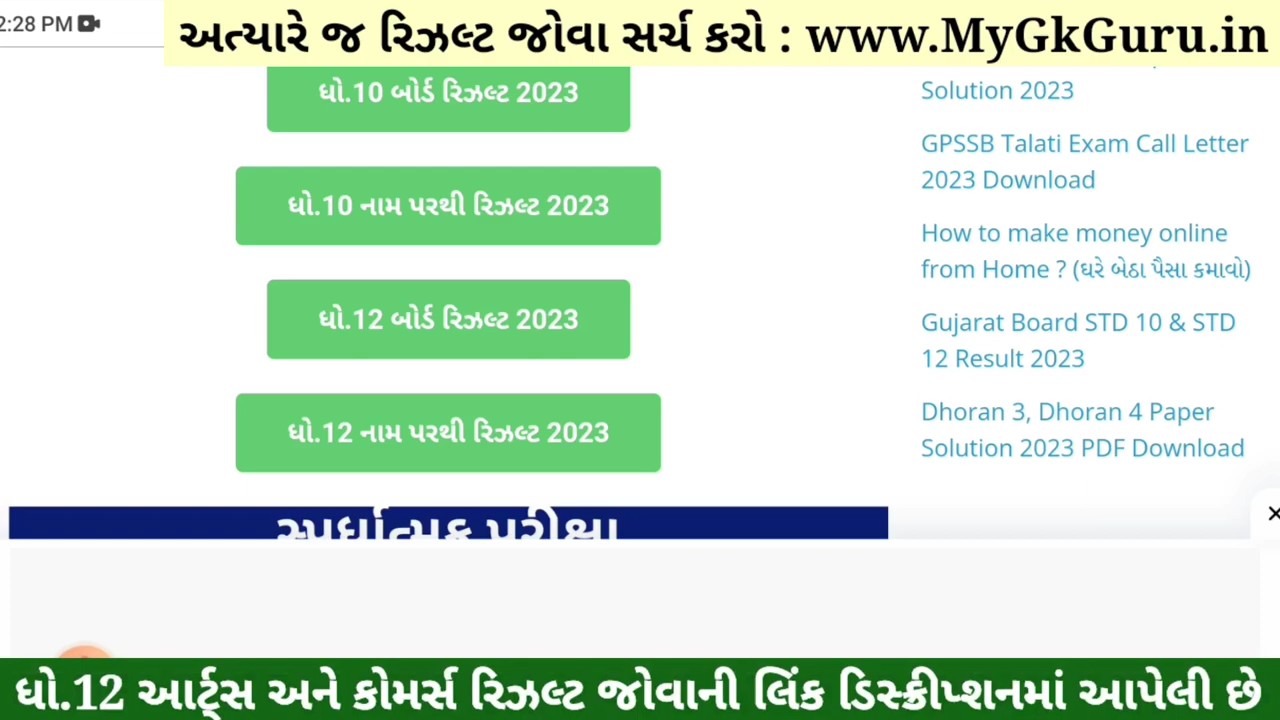 2:28 PM
અત્યારે જ રિઝલ્ટ જોવા સર્ચ કરો : www.MyGkGuru.in
ધો.10 બોર્ડ રિઝલ્ટ 2023
ધો.10 નામ પરથી રિઝલ્ટ 2023
ધો.12 બોર્ડ રિઝલ્ટ 2023
ધો.12 નામ પરથી રિઝલ્ટ 2023
સ્પર્ધાત્મક પરીક્ષા
Solution 2023
GPSSB Talati Exam Call Letter
2023 Download
How to make money online
from Home ? (ઘરે બેઠા પૈસા કમાવો)
Gujarat Board STD 10 & STD
12 Result 2023
Dhoran 3, Dhoran 4 Paper
Solution 2023 PDF Download
ધો.12 આર્ટ્સ અને કોમર્સ રિઝલ્ટ જોવાની લિંક ડિસ્ક્રીપ્શનમાં આપેલી છે